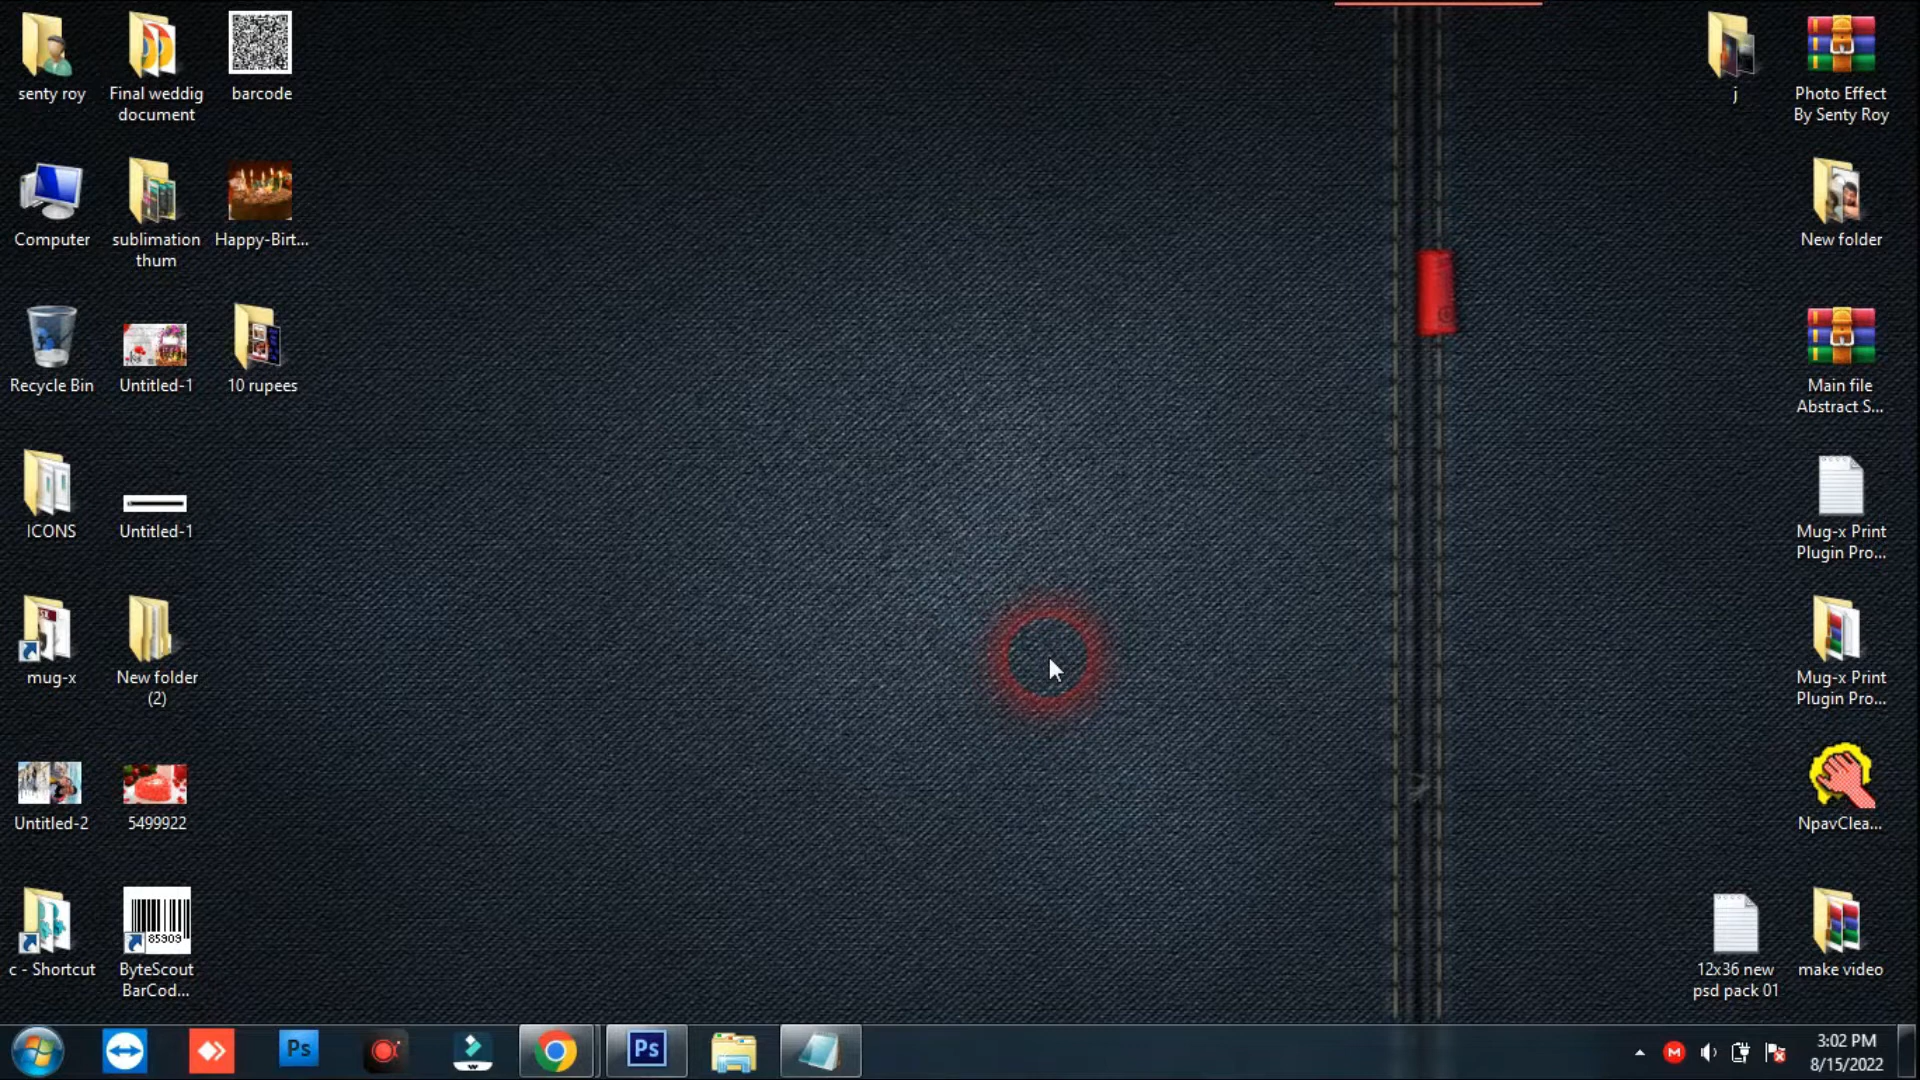 senty roy
Final weddig
document
barcode
j
Photo Effect
By Senty Roy
Computer
sublimation
thum
Happy-Birt...
New folder
Recycle Bin
Untitled-1
10 rupees
Main file
Abstract S...
ICONS
Untitled-1
Mug-x Print
Plugin Pro...
mug-x
New folder
(2)
Mug-x Print
Plugin Pro...
Untitled-2
5499922
NpavClea...
85909
c - Shortcut
ByteScout
BarCod...
12x36 new
psd pack 01
make video
Ps
W
Ps
M
3:02 PM
8/15/2022